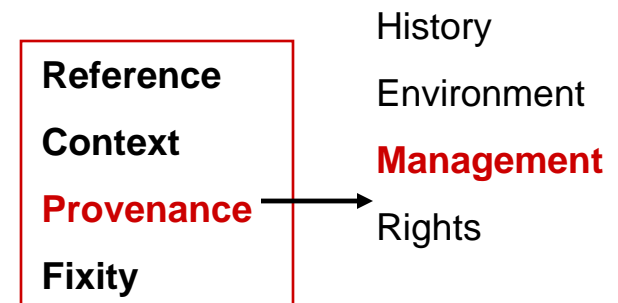 Reference
Context
Provenance
Fixity
History
Environment
Management
Rights